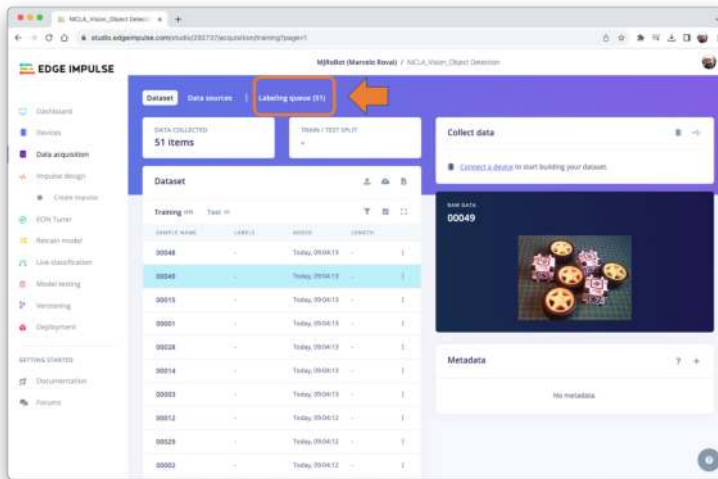 NICLA_Vision_Object Detect
studio.edgeimpulse.com/studio/292737/acquisition/training?page=1
EDGE IMPULSE
MJRoBot (Marcelo Rovai) / NICLA_Vision_Object Detection
Dataset Data sources | Labeling queue (51)
DATA COLLECTED
51 items
TRAIN / TEST SPLIT
-
Collect data
Connect a device to start building your dataset.
Dashboard
Devices
Data acquisition
Impulse design
Create impulse
EON Tuner
Retrain model
Live classification
Model testing
Versioning
Deployment
GETTING STARTED
Documentation
Forums
Dataset
Training Test
SAMPLE NAME LABELS ADDED LENGTH
00048 - Today, 09:04:13 -
00049 - Today, 09:04:13 -
00015 - Today, 09:04:13 -
00001 - Today, 09:04:13 -
00028 - Today, 09:04:13 -
00014 - Today, 09:04:13 -
00003 - Today, 09:04:13 -
00012 - Today, 09:04:12 -
00029 - Today, 09:04:12 -
00002 - Today, 09:04:12 -
RAW DATA
00049
Metadata
No metadata.